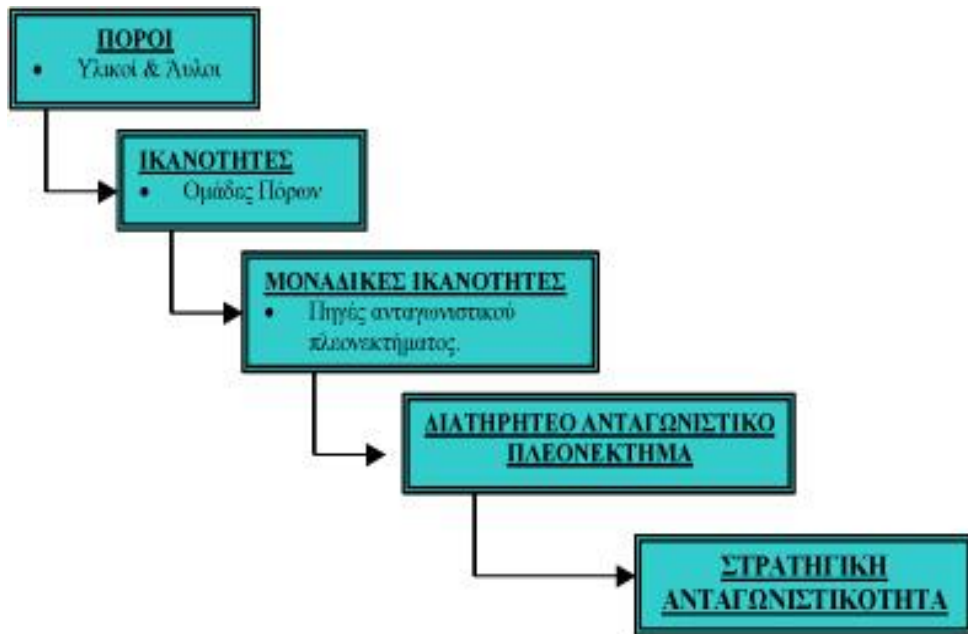 ΠΟΡΟΙ
• Υλικοί & Άυλοι
ΙΚΑΝΟΤΗΤΕΣ
• Ομάδες Πόρων
ΜΟΝΑΔΙΚΕΣ ΙΚΑΝΟΤΗΤΕΣ
• Πηγές ανταγωνιστικού
πλεονεκτήματος.
ΔΙΑΤΗΡΗΤΕΟ ΑΝΤΑΓΩΝΙΣΤΙΚΟ
ΠΛΕΟΝΕΚΤΗΜΑ
ΣΤΡΑΤΗΓΙΚΗ
ΑΝΤΑΓΩΝΙΣΤΙΚΟΤΗΤΑ